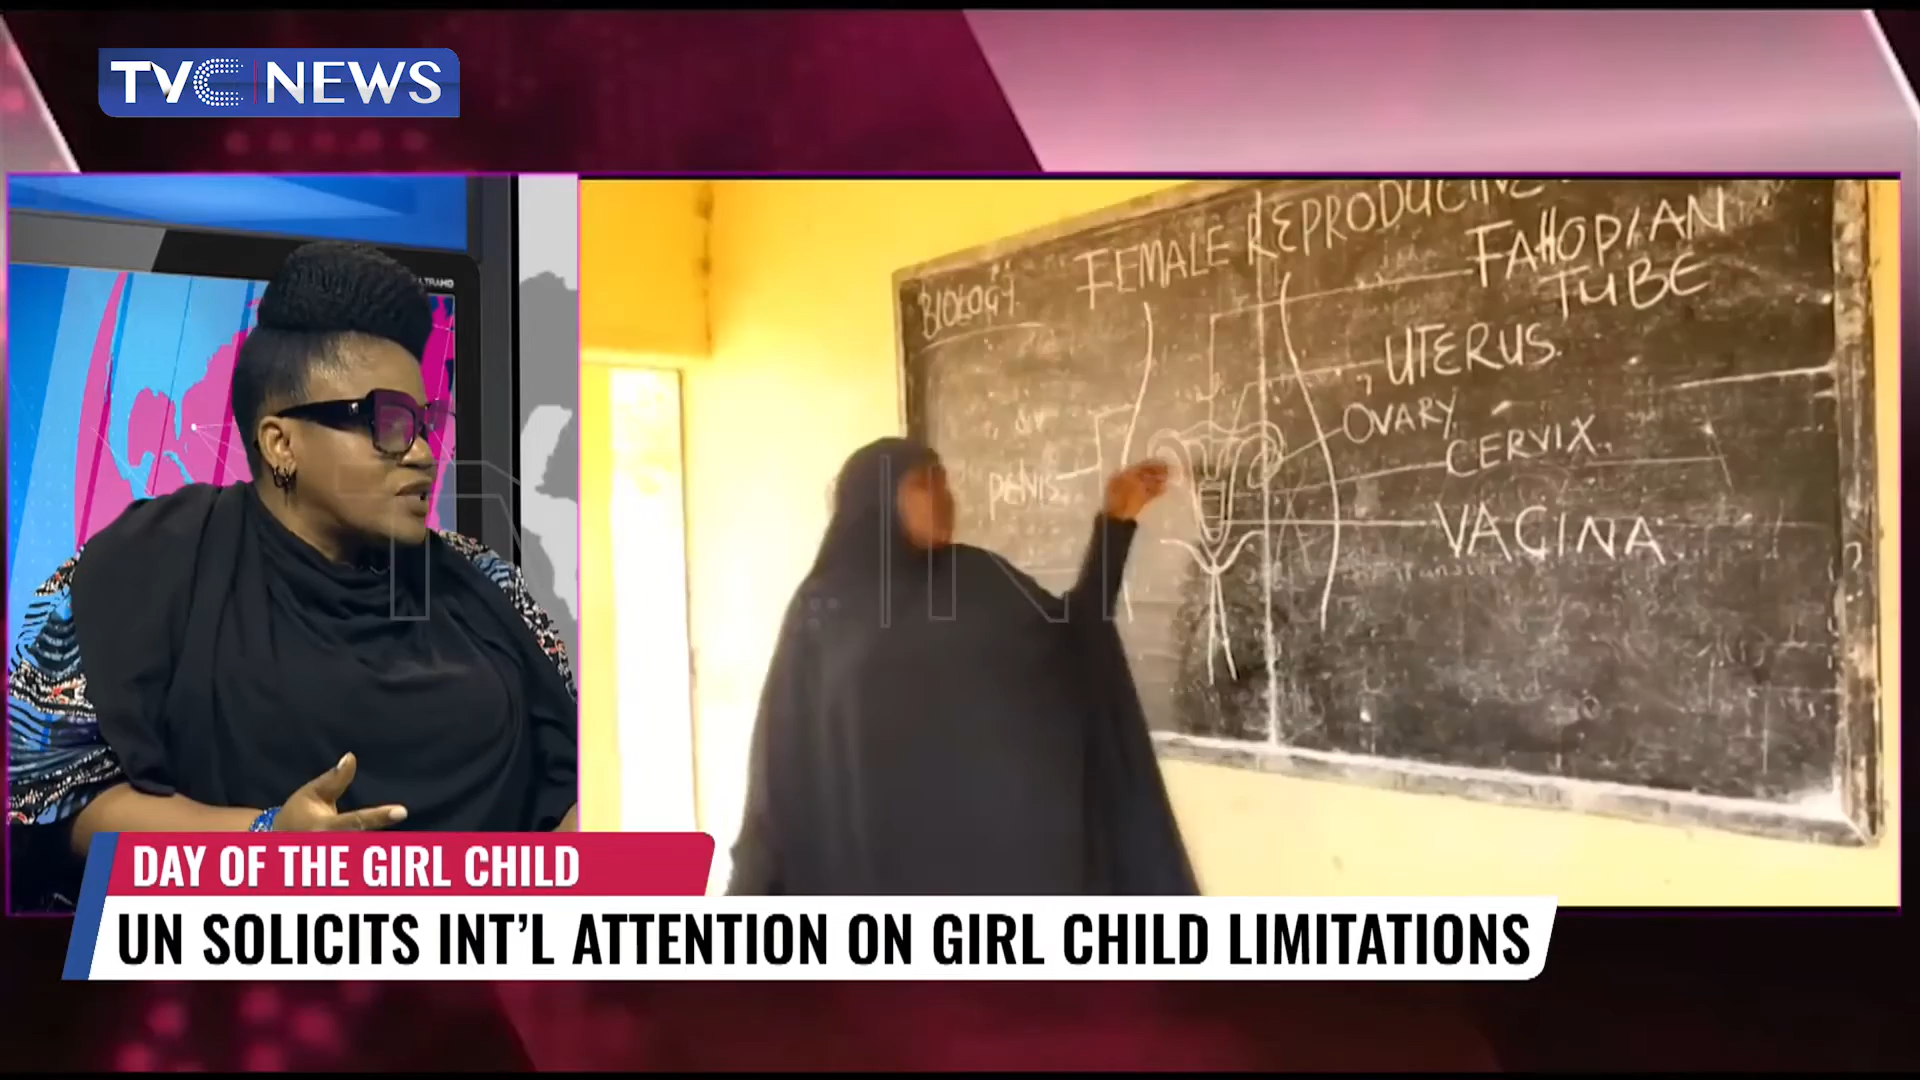 TVC NEWS
BIOLOGY
FEMALE REPRODUCTIVE
FAllOPIAN
TUBE
UTERUS
OVARY
CERVIX
PENIS
VAGINA
DAY OF THE GIRL CHILD
UN SOLICITS INT'L ATTENTION ON GIRL CHILD LIMITATIONS